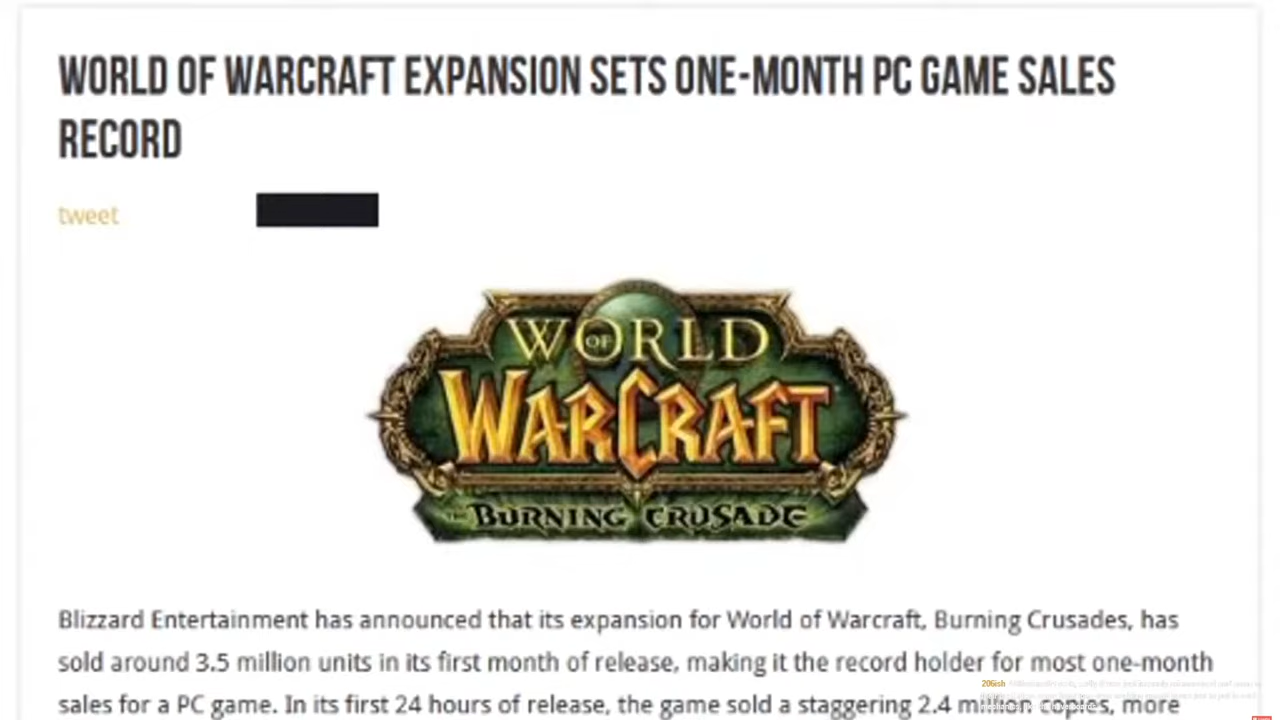 WORLD OF WARCRAFT EXPANSION SETS ONE-MONTH PC GAME SALES
RECORD
tweet
WORLD OF
WARCRAFT
THE BURNING CRUSADE
Blizzard Entertainment has announced that its expansion for World of Warcraft, Burning Crusades, has
sold around 3.5 million units in its first month of release, making it the record holder for most one-month
sales for a PC game. In its first 24 hours of release, the game sold a staggering 2.4 million copies, more
206ish